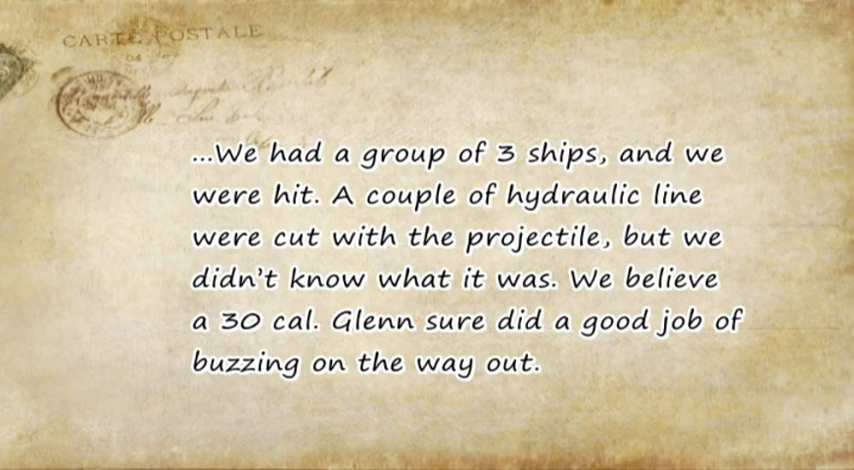 CARTE POSTALE
...We had a group of 3 ships, and we
were hit. A couple of hydraulic line
were cut with the projectile, but we
didn't know what it was. We believe
a 30 cal. Glenn sure did a good job of
buzzing on the way out.